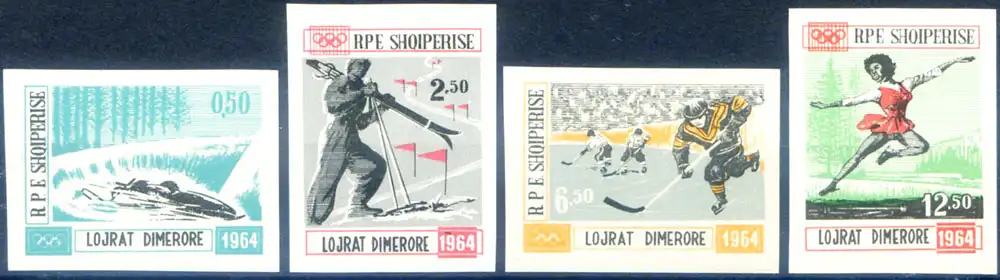 0,50
R P E SHQIPERISE
LOJRAT DIMERORE 1964
RPE SHQIPERISE
2.50
LOJRAT DIMERORE 1964
R P E SHQIPERISE
6.50
LOJRAT DIMERORE 1964
RPE SHQIPERISE
12.50
LOJRAT DIMERORE 1964